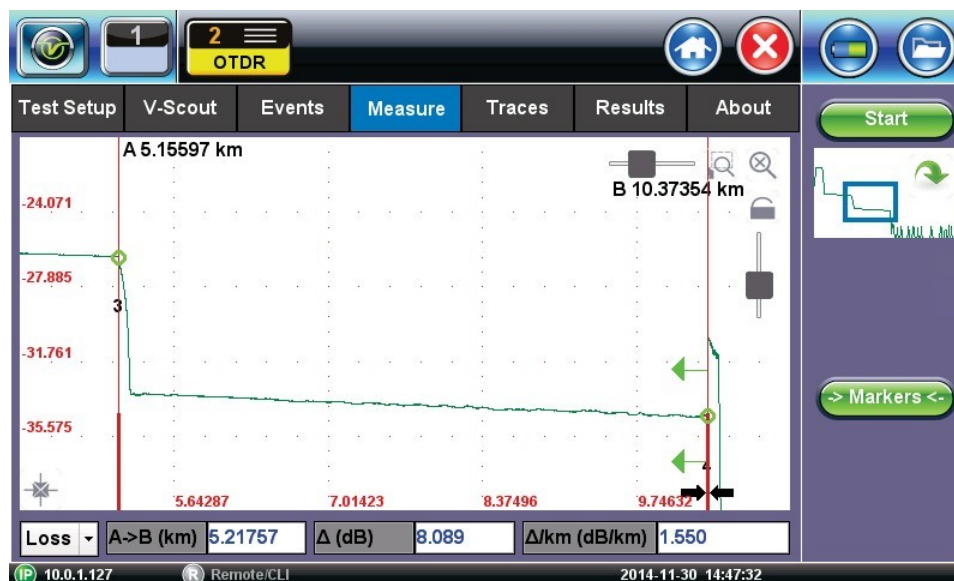 1
2
OTDR
Test Setup V-Scout Events Measure Traces Results About
Start
A 5.15597 km
B 10.37354 km
-24.071
-27.885
3
-31.761
-> Markers <-
-35.575
4
5.64287 7.01423 8.37496 9.74632
Loss A->B (km) 5.21757 Δ (dB) 8.089 Δ/km (dB/km) 1.550
IP 10.0.1.127 R Remote/CLI 2014-11-30 14:47:32